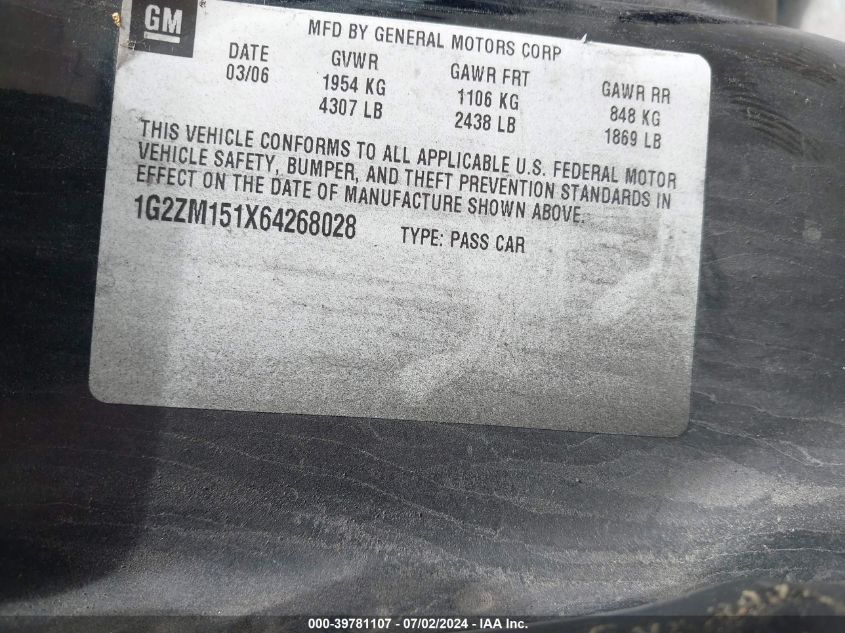 GM
MFD BY GENERAL MOTORS CORP
DATE GVWR GAWR FRT GAWR RR
03/06 1954 KG 1106 KG 848 KG
4307 LB 2438 LB 1869 LB
THIS VEHICLE CONFORMS TO ALL APPLICABLE U.S. FEDERAL MOTOR
VEHICLE SAFETY, BUMPER, AND THEFT PREVENTION STANDARDS IN
EFFECT ON THE DATE OF MANUFACTURE SHOWN ABOVE.
1G2ZM151X64268028 TYPE: PASS CAR
000-39781107 - 07/02/2024 - IAA Inc.